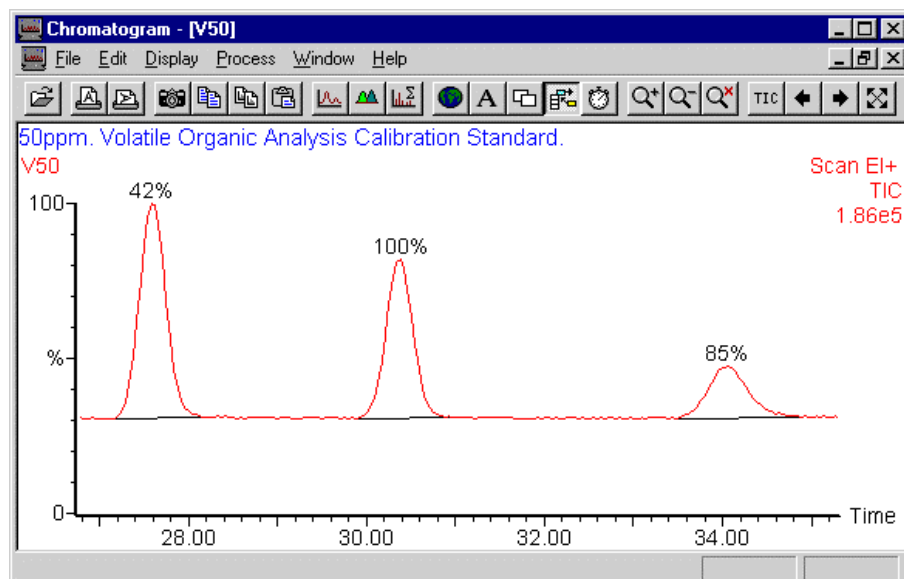 Chromatogram - [V50]
File Edit Display Process Window Help
A A A TIC
50ppm. Volatile Organic Analysis Calibration Standard.
V50
Scan EI+
TIC
1.86e5
42%
100
100%
%
85%
0
Time
28.00 30.00 32.00 34.00